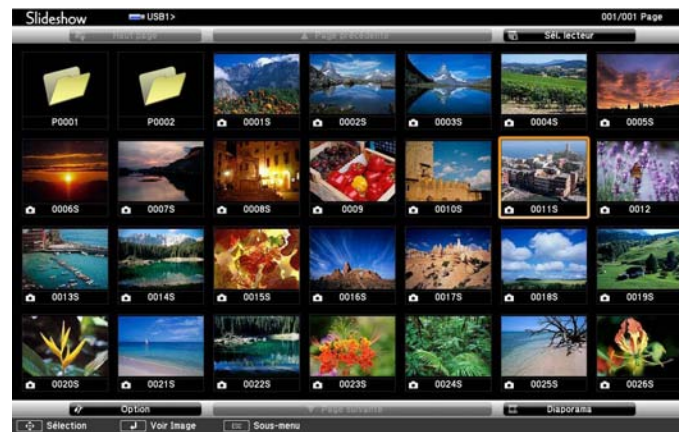 Slideshow USB1> 001/001 Page
Haut page Page précédente Sél. lecteur
P0001 P0002 0001S 0002S 0003S 0004S 0005S
0006S 0007S 0008S 0009 0010S 0011S 0012
0013S 0014S 0015S 0016S 0017S 0018S 0019S
0020S 0021S 0022S 0023S 0024S 0025S 0026S
Option Page suivante Diaporama
Sélection Voir Image Esc Sous-menu